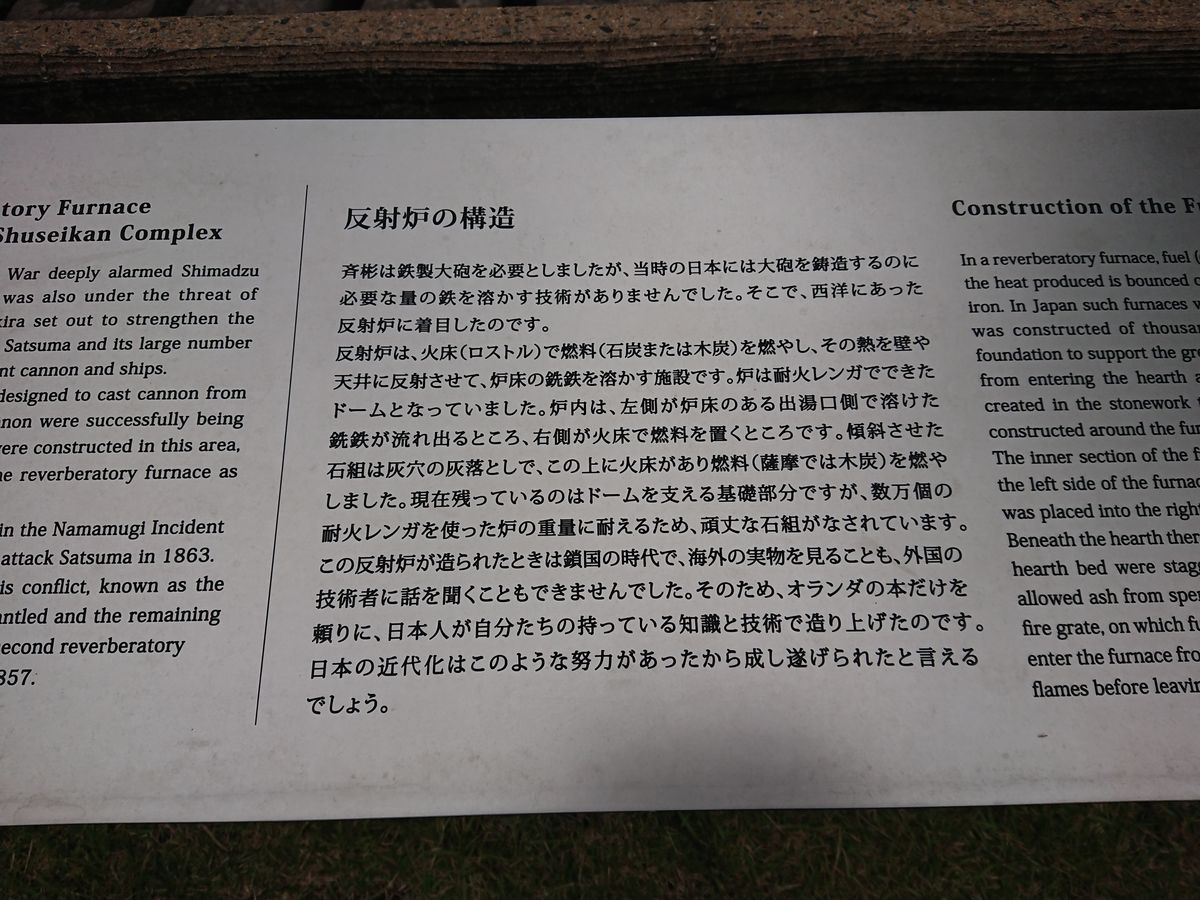 Furnace
Shuseikan Complex
War deeply alarmed Shimadzu
was also under the threat of
set out to strengthen the
Satsuma and its large number
cannon and ships.
designed to cast cannon from
were successfully being
were constructed in this area,
reverberatory furnace as
in the Namamugi Incident
attack Satsuma in 1863.
conflict, known as the
and the remaining
second reverberatory
反射炉の構造
斉彬は鉄製大砲を必要としましたが、当時の日本には大砲を鋳造するのに
必要な量の鉄を溶かす技術がありませんでした。そこで、西洋にあった
反射炉に着目したのです。
反射炉は、火床(ロストル)で燃料(石炭または木炭)を燃やし、その熱を壁や
天井に反射させて、炉床の銑鉄を溶かす施設です。炉は耐火レンガでできた
ドームとなっていました。炉内は、左側が炉床のある出湯口側で溶けた
銑鉄が流れ出るところ、右側が火床で燃料を置くところです。傾斜させた
石組は灰穴の灰落としで、この上に火床があり燃料(薩摩では木炭)を燃や
しました。現在残っているのはドームを支える基礎部分ですが、数万個の
耐火レンガを使った炉の重量に耐えるため、頑丈な石組がなされています。
この反射炉が造られたときは鎖国の時代で、海外の実物を見ることも、外国の
技術者に話を聞くこともできませんでした。そのため、オランダの本だけを
頼りに、日本人が自分たちの持っている知識と技術で造り上げたのです。
日本の近代化はこのような努力があったから成し遂げられたと言える
でしょう。
Construction of the
In a reverberatory furnace, fuel
the heat produced is bounced
iron. In Japan such furnaces
was constructed of
foundation to support the
from entering the hearth
created in the stonework
constructed around the
The inner section of the
the left side of the
was placed into the
Beneath the hearth
hearth bed were
allowed ash from
fire grate, on which
enter the furnace
flames before